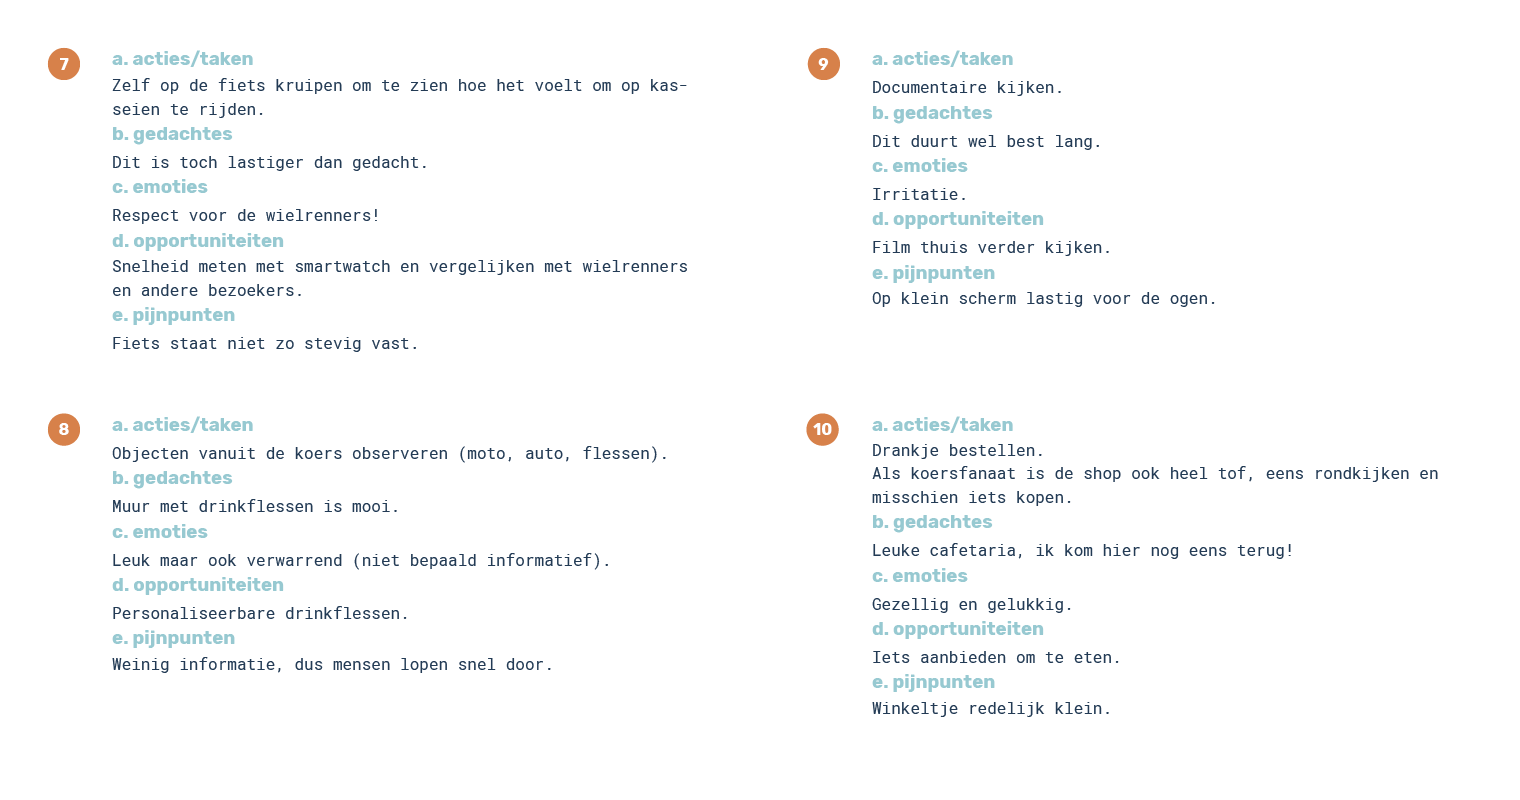 7
a. acties/taken
Zelf op de fiets kruipen om te zien hoe het voelt om op kas-
seien te rijden.
b. gedachtes
Dit is toch lastiger dan gedacht.
c. emoties
Respect voor de wielrenners!
d. opportuniteiten
Snelheid meten met smartwatch en vergelijken met wielrenners
en andere bezoekers.
e. pijnpunten
Fiets staat niet zo stevig vast.
8
a. acties/taken
Objecten vanuit de koers observeren (moto, auto, flessen).
b. gedachtes
Muur met drinkflessen is mooi.
c. emoties
Leuk maar ook verwarrend (niet bepaald informatief).
d. opportuniteiten
Personaliseerbare drinkflessen.
e. pijnpunten
Weinig informatie, dus mensen lopen snel door.
9
a. acties/taken
Documentaire kijken.
b. gedachtes
Dit duurt wel best lang.
c. emoties
Irritatie.
d. opportuniteiten
Film thuis verder kijken.
e. pijnpunten
Op klein scherm lastig voor de ogen.
10
a. acties/taken
Drankje bestellen.
Als koersfanaat is de shop ook heel tof, eens rondkijken en
misschien iets kopen.
b. gedachtes
Leuke cafetaria, ik kom hier nog eens terug!
c. emoties
Gezellig en gelukkig.
d. opportuniteiten
Iets aanbieden om te eten.
e. pijnpunten
Winkeltje redelijk klein.